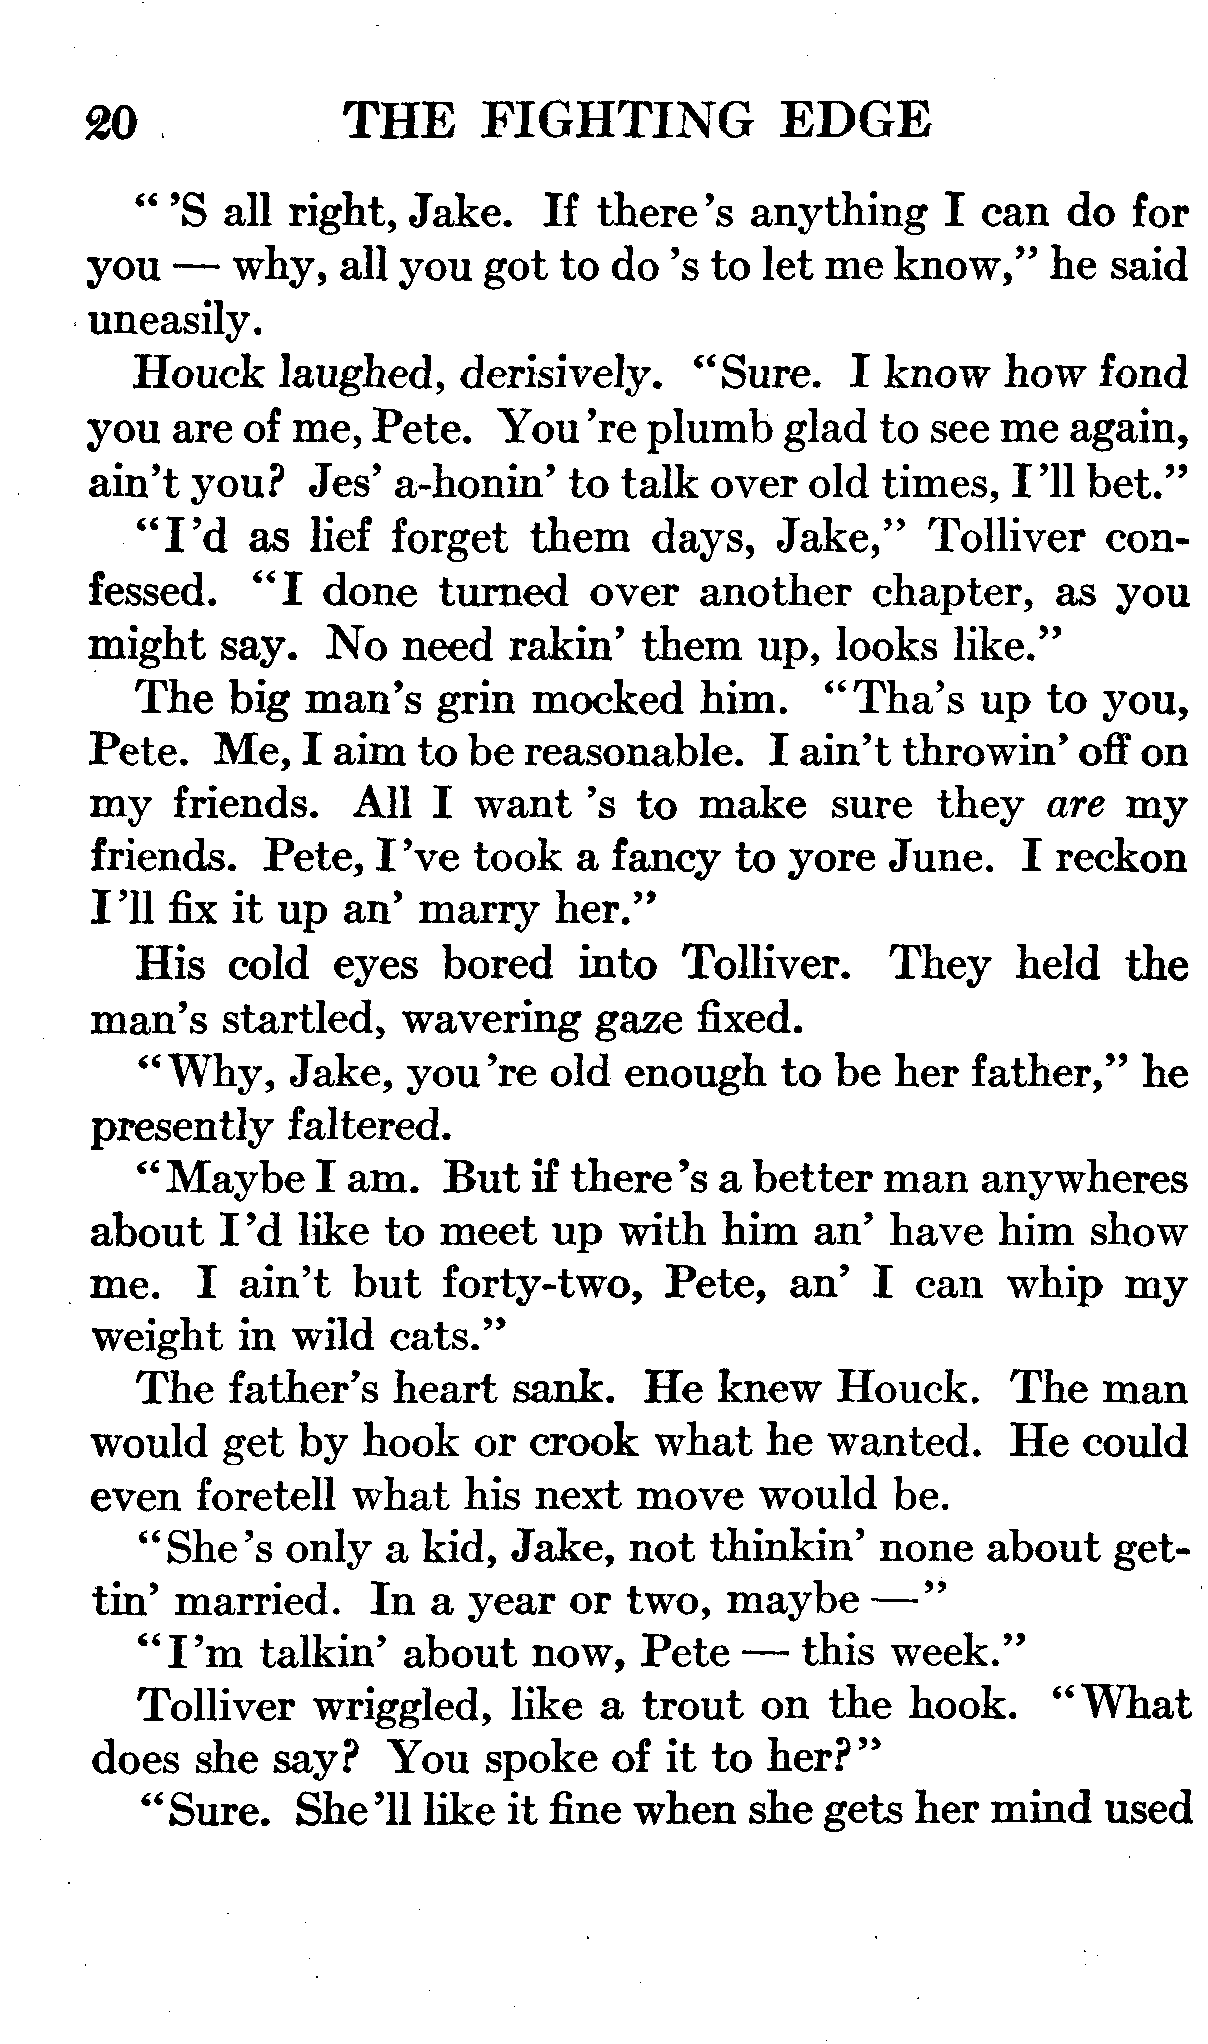 20 THE FIGHTING EDGE
“ ’S all right, Jake. If there’s anything I can do for
you — why, all you got to do ’s to let me know,” he said
uneasily.
Houck laughed, derisively. “Sure. I know how fond
you are of me, Pete. You’re plumb glad to see me again,
ain’t you? Jes’ a-honin’ to talk over old times, I’ll bet.”
“I’d as lief forget them days, Jake,” Tolliver con-
fessed. “I done turned over another chapter, as you
might say. No need rakin’ them up, looks like.”
The big man’s grin mocked him. “Tha’s up to you,
Pete. Me, I aim to be reasonable. I ain’t throwin’ off on
my friends. All I want ’s to make sure they are my
friends. Pete, I’ve took a fancy to yore June. I reckon
I’ll fix it up an’ marry her.”
His cold eyes bored into Tolliver. They held the
man’s startled, wavering gaze fixed.
“Why, Jake, you’re old enough to be her father,” he
presently faltered.
“Maybe I am. But if there’s a better man anywheres
about I’d like to meet up with him an’ have him show
me. I ain’t but forty-two, Pete, an’ I can whip my
weight in wild cats.”
The father’s heart sank. He knew Houck. The man
would get by hook or crook what he wanted. He could
even foretell what his next move would be.
“She’s only a kid, Jake, not thinkin’ none about get-
tin’ married. In a year or two, maybe —”
“I’m talkin’ about now, Pete — this week.”
Tolliver wriggled, like a trout on the hook. “What
does she say? You spoke of it to her?”
“Sure. She’ll like it fine when she gets her mind used